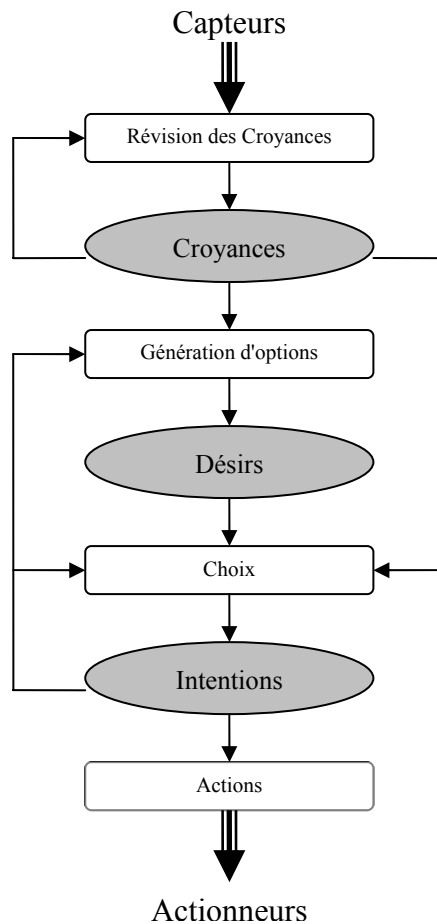 Capteurs
Révision des Croyances
Croyances
Génération d'options
Désirs
Choix
Intentions
Actions
Actionneurs